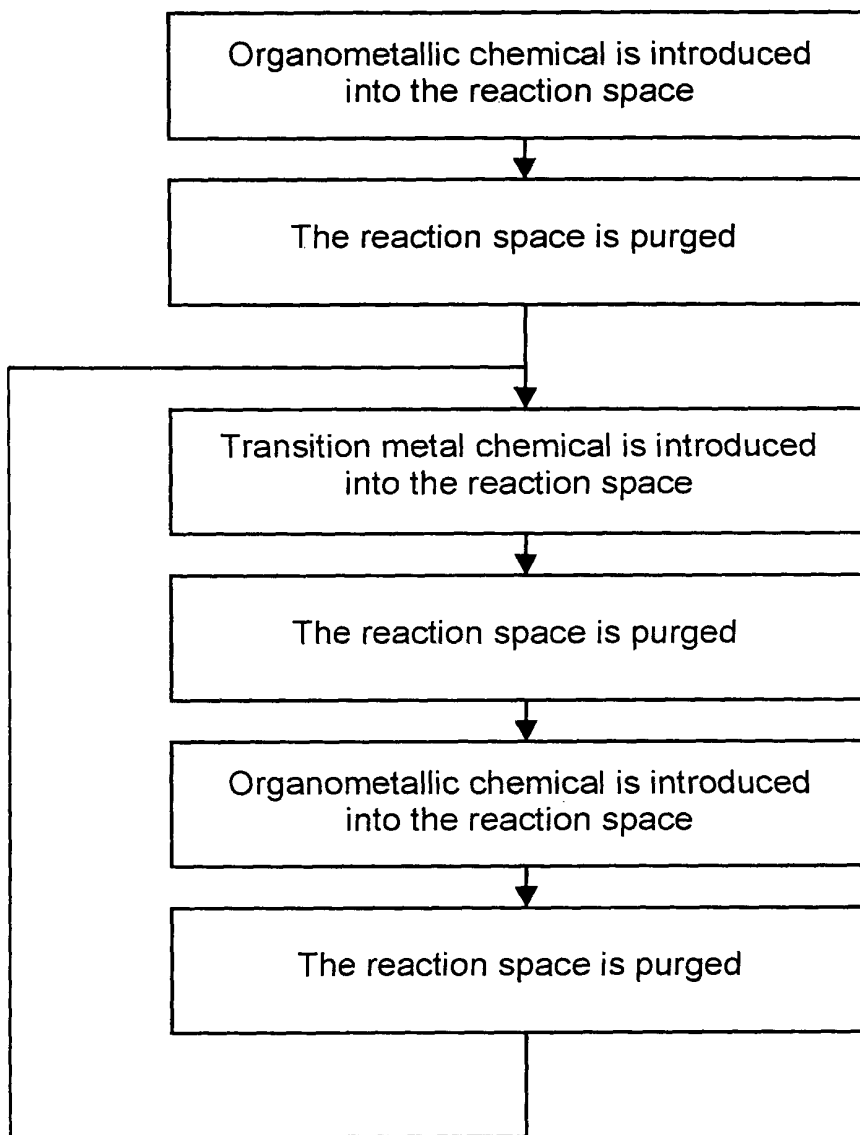 Organometallic chemical is introduced
into the reaction space
The reaction space is purged
Transition metal chemical is introduced
into the reaction space
The reaction space is purged
Organometallic chemical is introduced
into the reaction space
The reaction space is purged